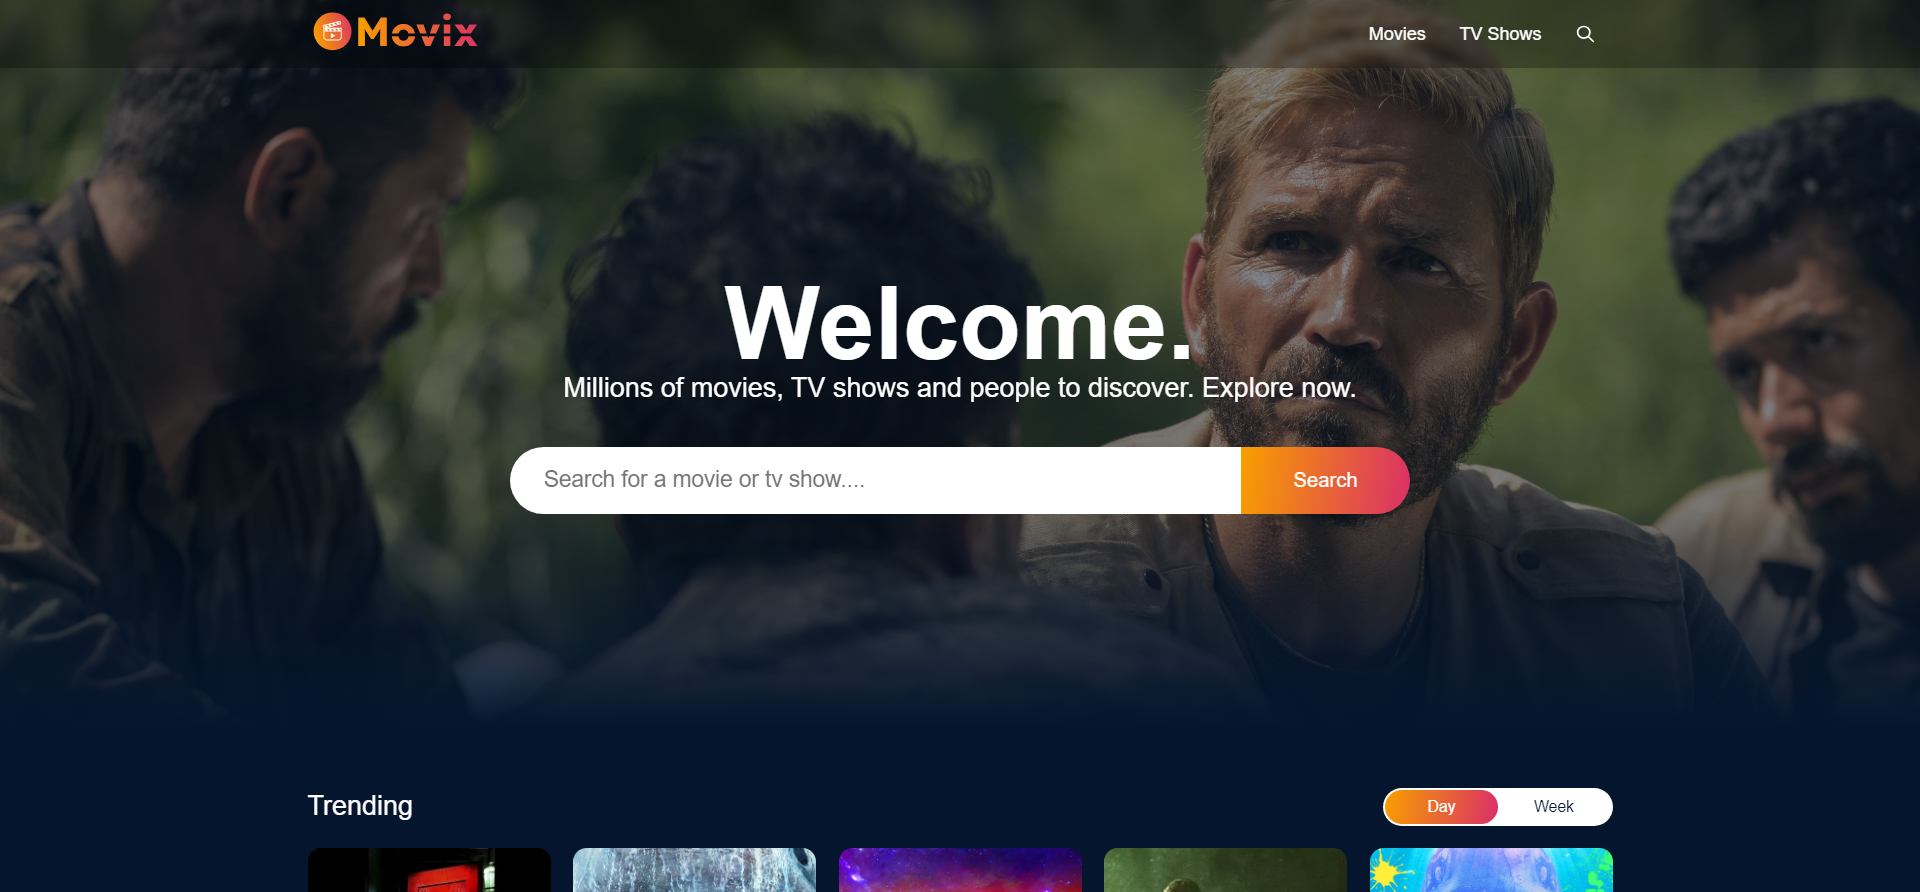 Movix
Movies
TV Shows
Welcome.
Millions of movies, TV shows and people to discover. Explore now.
Search for a movie or tv show....
Search
Trending
Day
Week